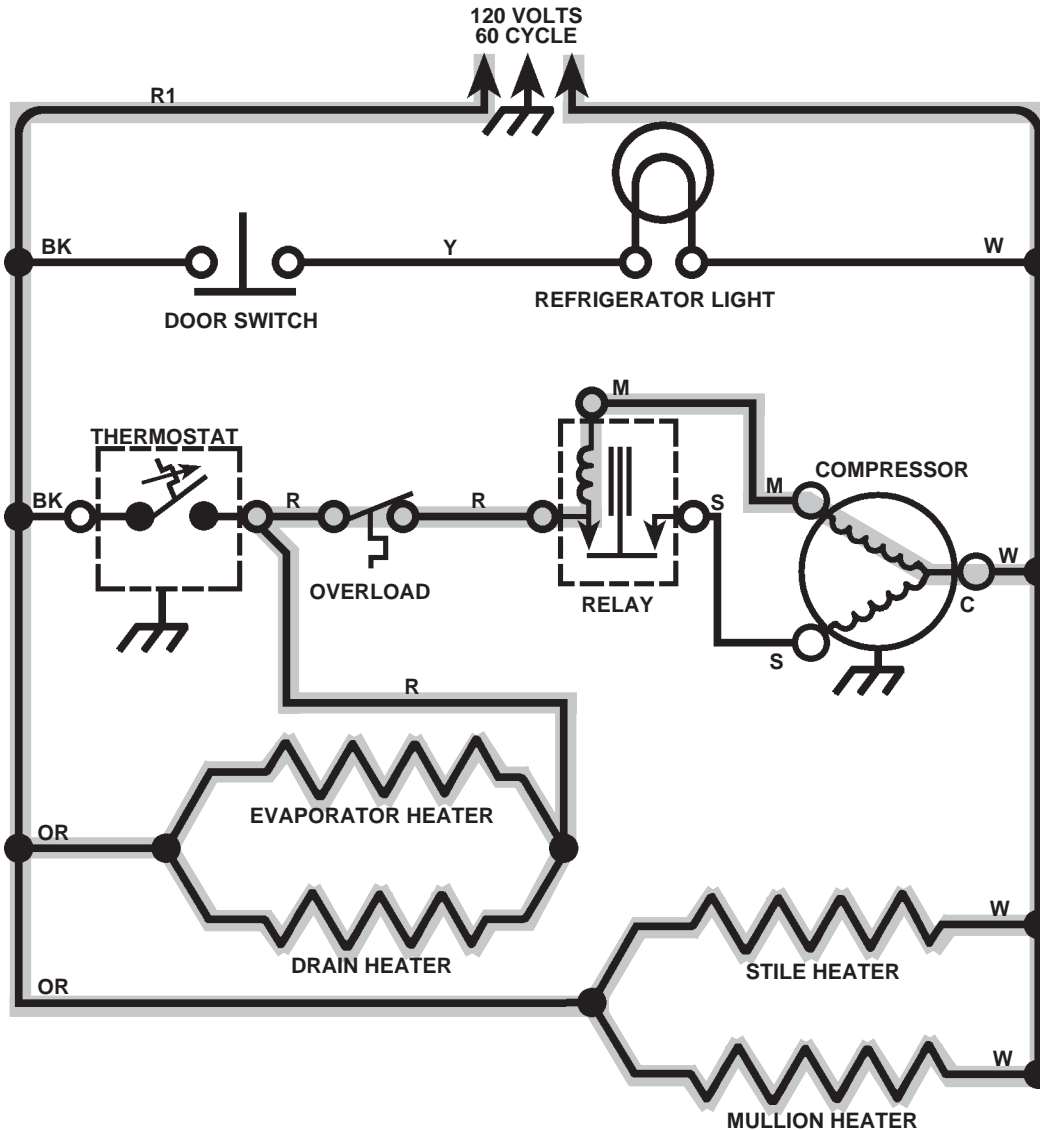 120 VOLTS
60 CYCLE
R1
BK
Y
W
REFRIGERATOR LIGHT
DOOR SWITCH
M
THERMOSTAT
COMPRESSOR
M
BK
R
R
S
W
OVERLOAD
RELAY
C
S
R
EVAPORATOR HEATER
OR
W
DRAIN HEATER
STILE HEATER
OR
W
MULLION HEATER